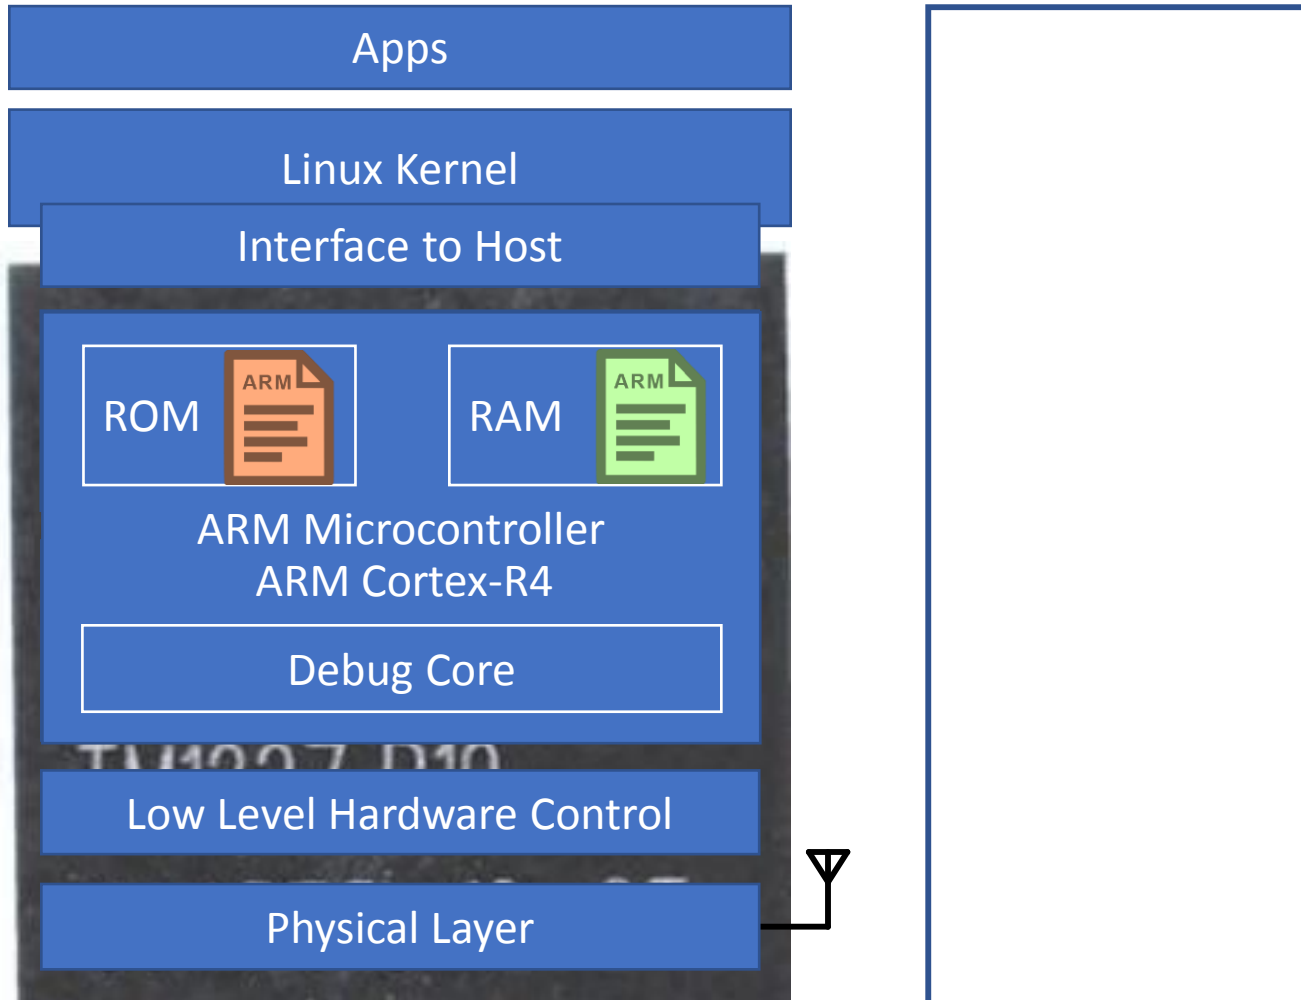 Apps
Linux Kernel
Interface to Host
ARM
ROM
ARM
RAM
ARM Microcontroller
ARM Cortex-R4
Debug Core
Low Level Hardware Control
Physical Layer